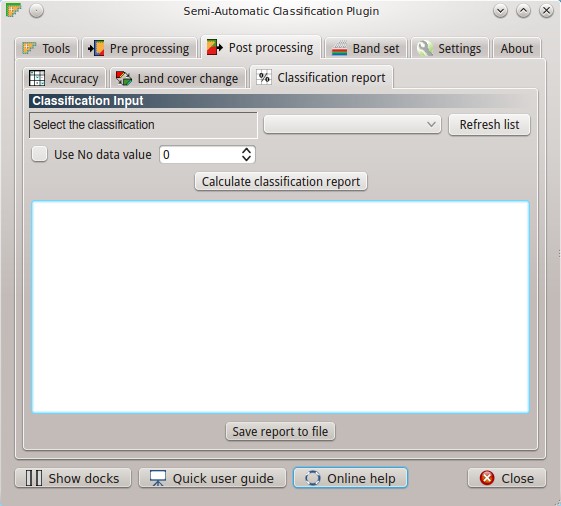 Semi-Automatic Classification Plugin
Tools Pre processing Post processing Band set Settings About
Accuracy Land cover change % Classification report
Classification Input
Select the classification Refresh list
Use No data value 0
Calculate classification report
Save report to file
Show docks Quick user guide Online help Close